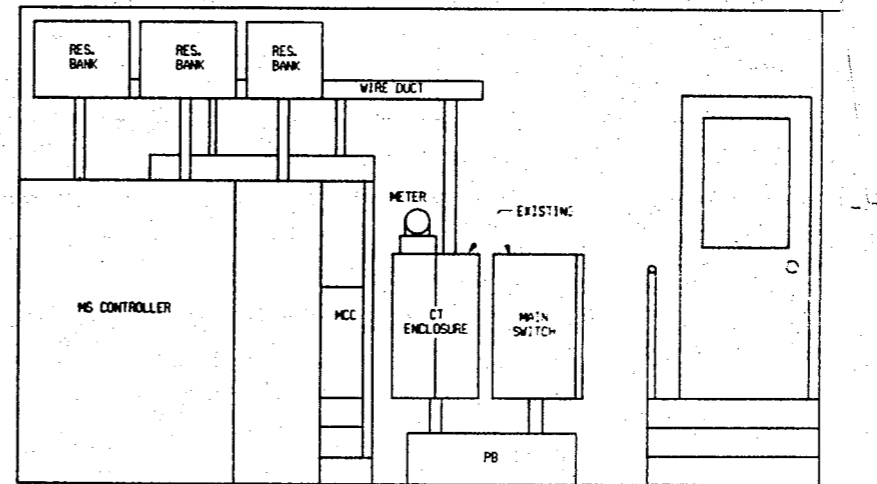 RES.
BANK
RES.
BANK
RES.
BANK
WIRE DUCT
METER
EXISTING
MS CONTROLLER
MCC
CT
ENCLOSURE
MAIN
SWITCH
PB